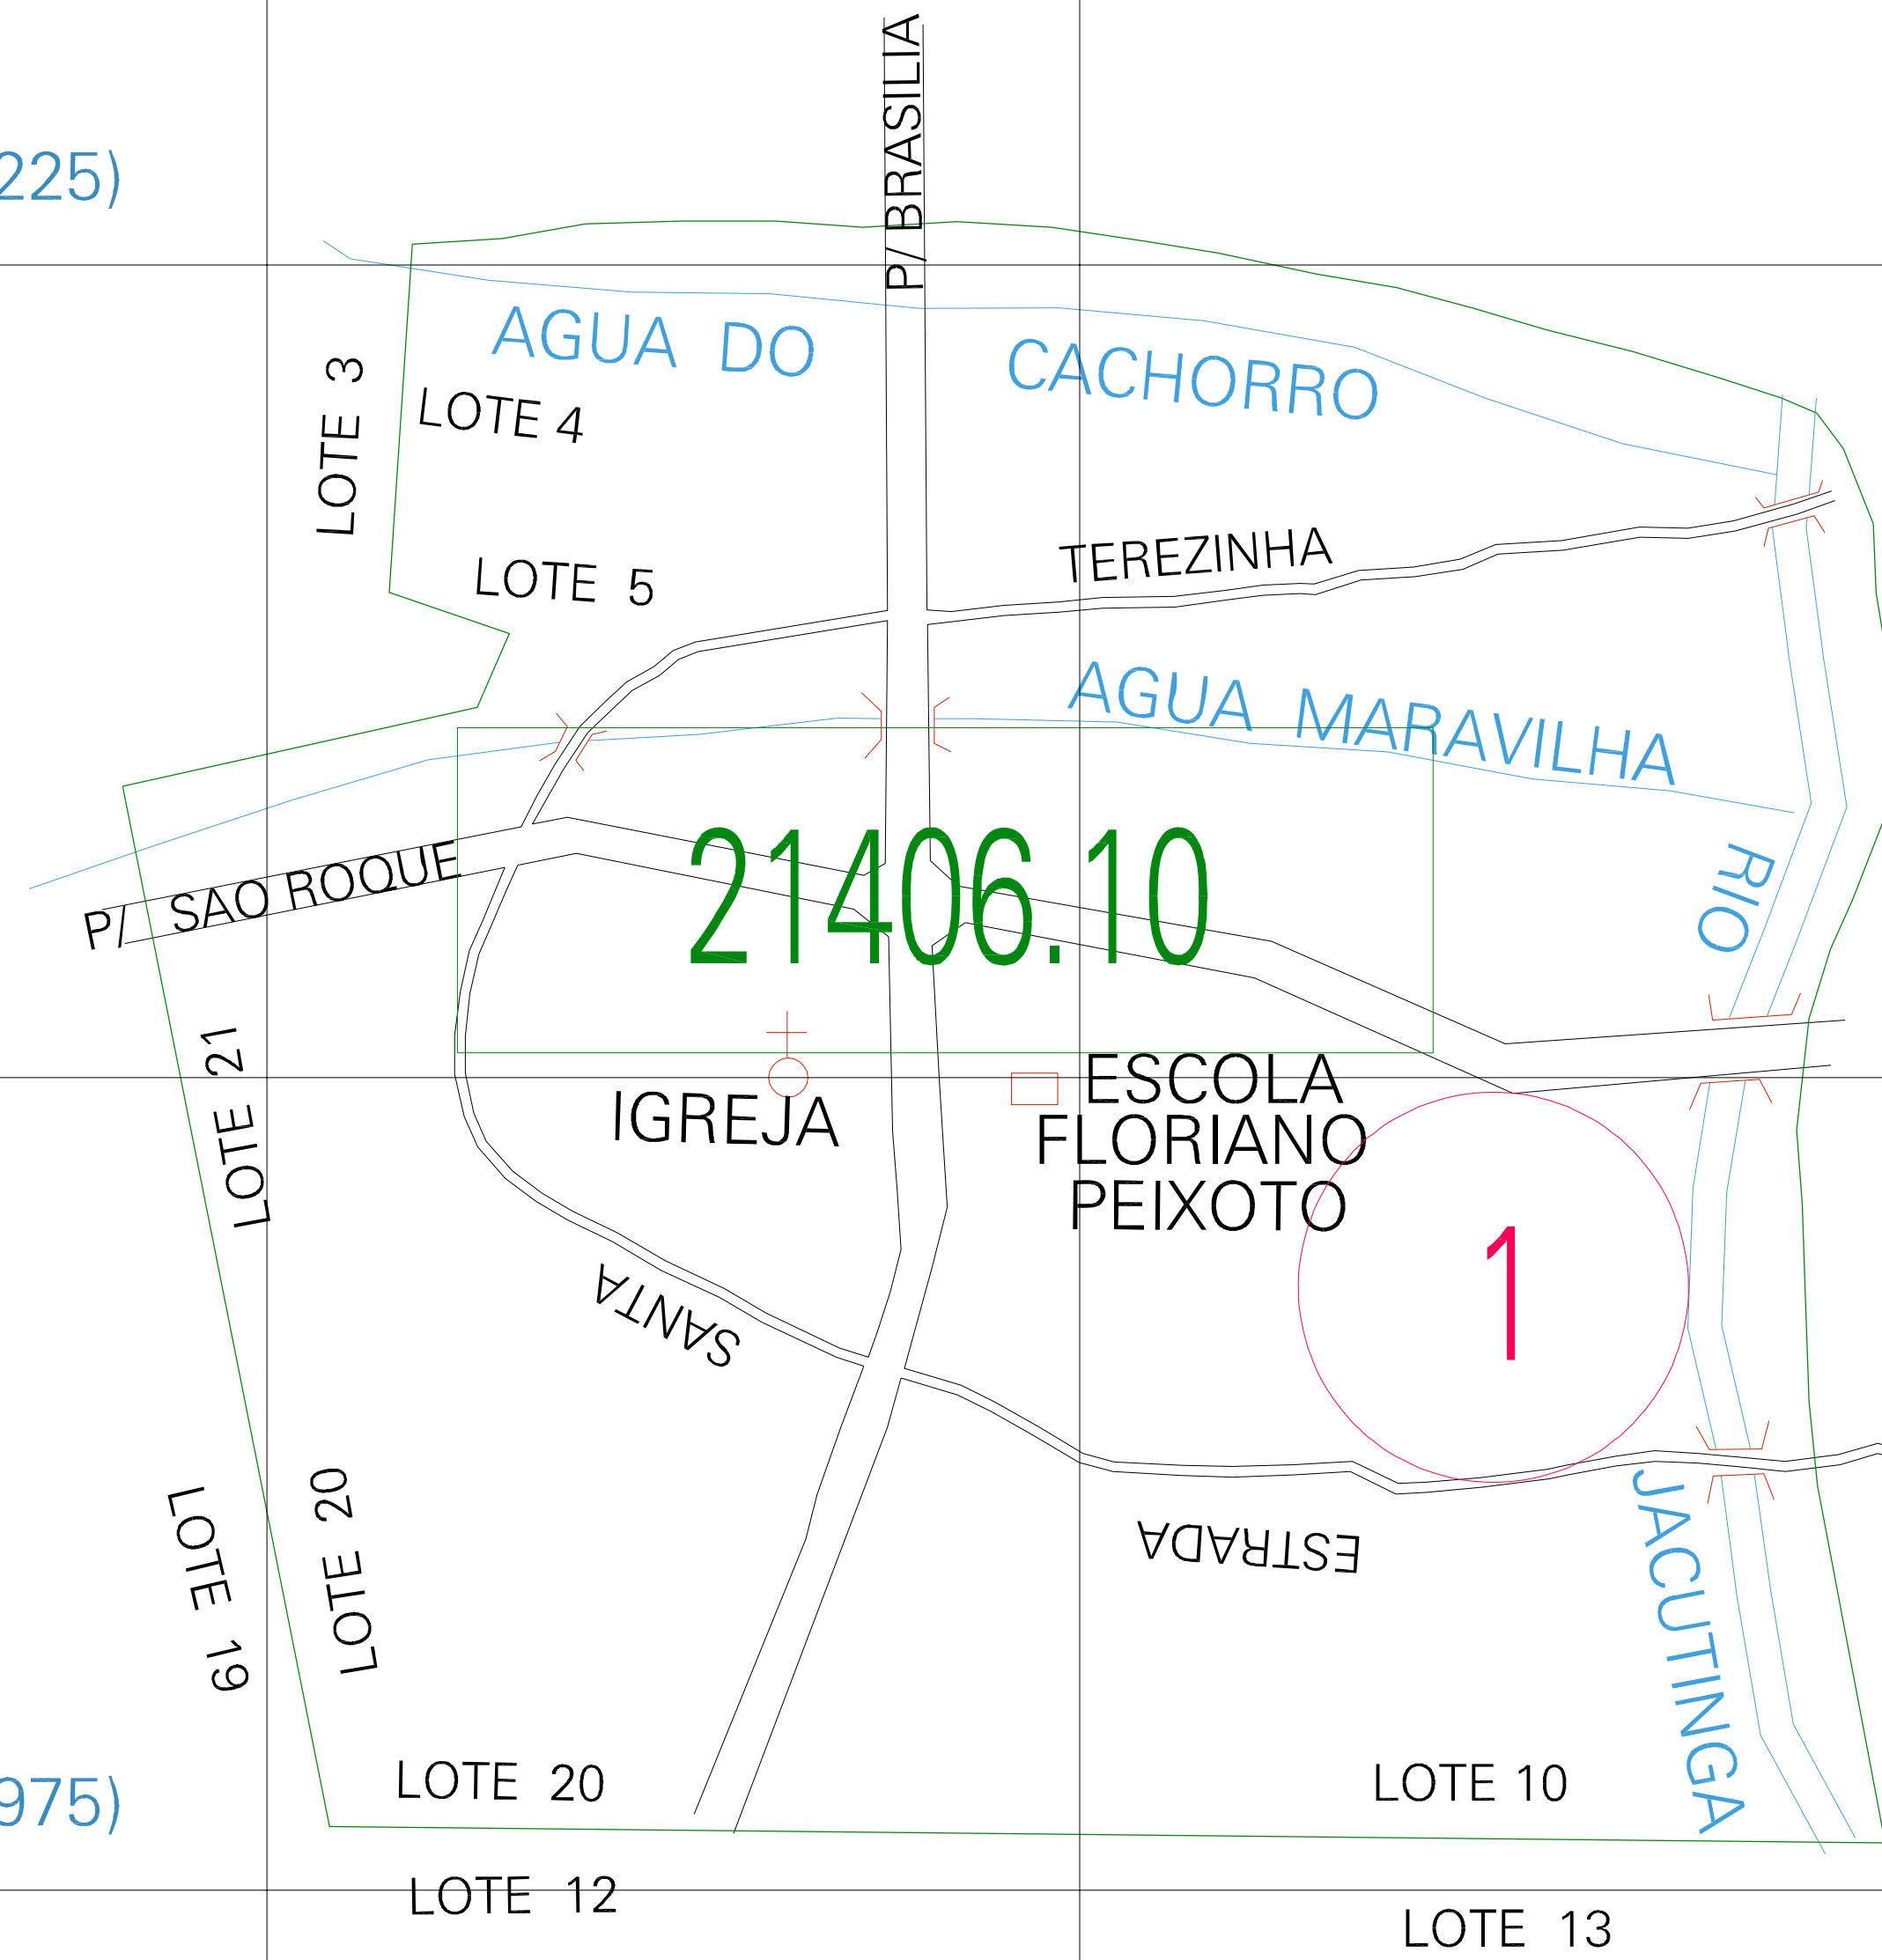 P/ BRASILIA
225)
AGUA DO CACHORRO
LOTE 3
LOTE 4
LOTE 5
TEREZINHA
AGUA MARAVILHA
P/ SAO ROQUE
21406.10
RIO
LOTE 21
IGREJA
ESCOLA
FLORIANO
PEIXOTO
1
SANTA
ESTRADA
LOTE 19
LOTE 20
JACUTINGA
975)
LOTE 20
LOTE 10
LOTE 12
LOTE 13